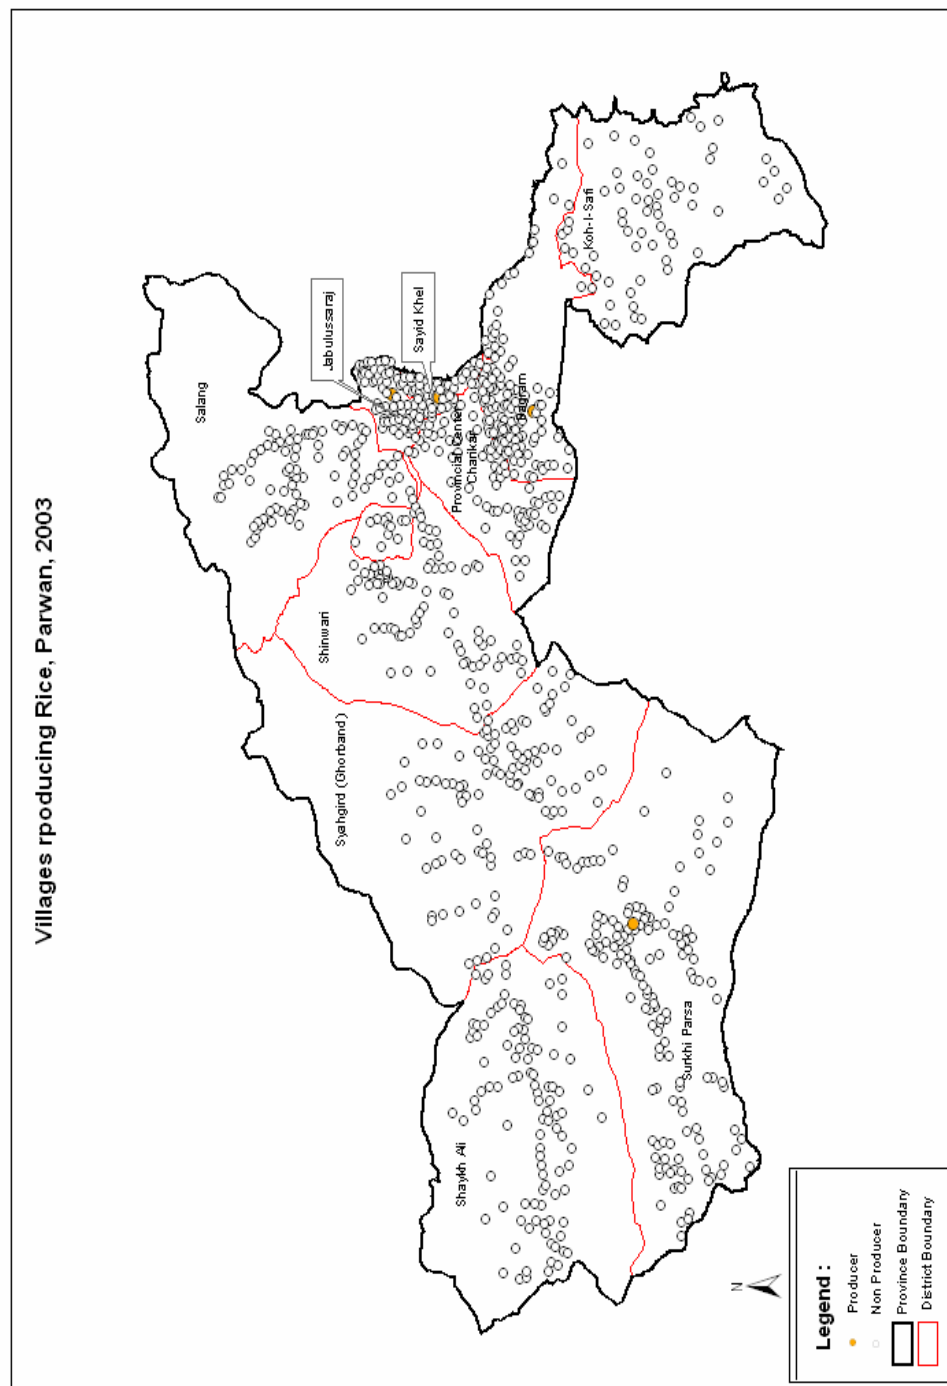 Villages rpoducing Rice, Parwan, 2003
Salang
Jabulussaraj
Sayid Khel
Koh-I-Safi
Bagram
Provincial Center
Charikar
Shinwari
Syahgird (Ghorband)
Surkhi Parsa
Shaykh Ali
N
Legend :
Producer
Non Producer
Province Boundary
District Boundary